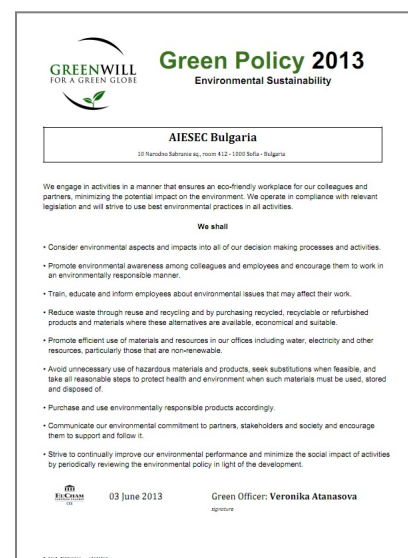 GREENWILL
FOR A GREEN GLOBE
Green Policy 2013
Environmental Sustainability
AIESEC Bulgaria
10 Narodno Sabranie sq., room 412 - 1000 Sofia - Bulgaria
We engage in activities in a manner that ensures an eco-friendly workplace for our colleagues and
partners, minimizing the potential impact on the environment. We operate in compliance with relevant
legislation and will strive to use best environmental practices in all activities.
We shall
• Consider environmental aspects and impacts into all of our decision making processes and activities.
• Promote environmental awareness among colleagues and employees and encourage them to work in
an environmentally responsible manner.
• Train, educate and inform employees about environmental issues that may affect their work.
• Reduce waste through reuse and recycling and by purchasing recycled, recyclable or refurbished
products and materials where these alternatives are available, economical and suitable.
• Promote efficient use of materials and resources in our offices including water, electricity and other
resources, particularly those that are non-renewable.
• Avoid unnecessary use of hazardous materials and products, seek substitutions when feasible, and
take all reasonable steps to protect health and environment when such materials must be used, stored
and disposed of.
• Purchase and use environmentally responsible products accordingly.
• Communicate our environmental commitment to partners, stakeholders and society and encourage
them to support and follow it.
• Strive to continually improve our environmental performance and minimize the social impact of activities
by periodically reviewing the environmental policy in light of the development.
EUCHAM
03 June 2013
Green Officer: Veronika Atanasova
signature